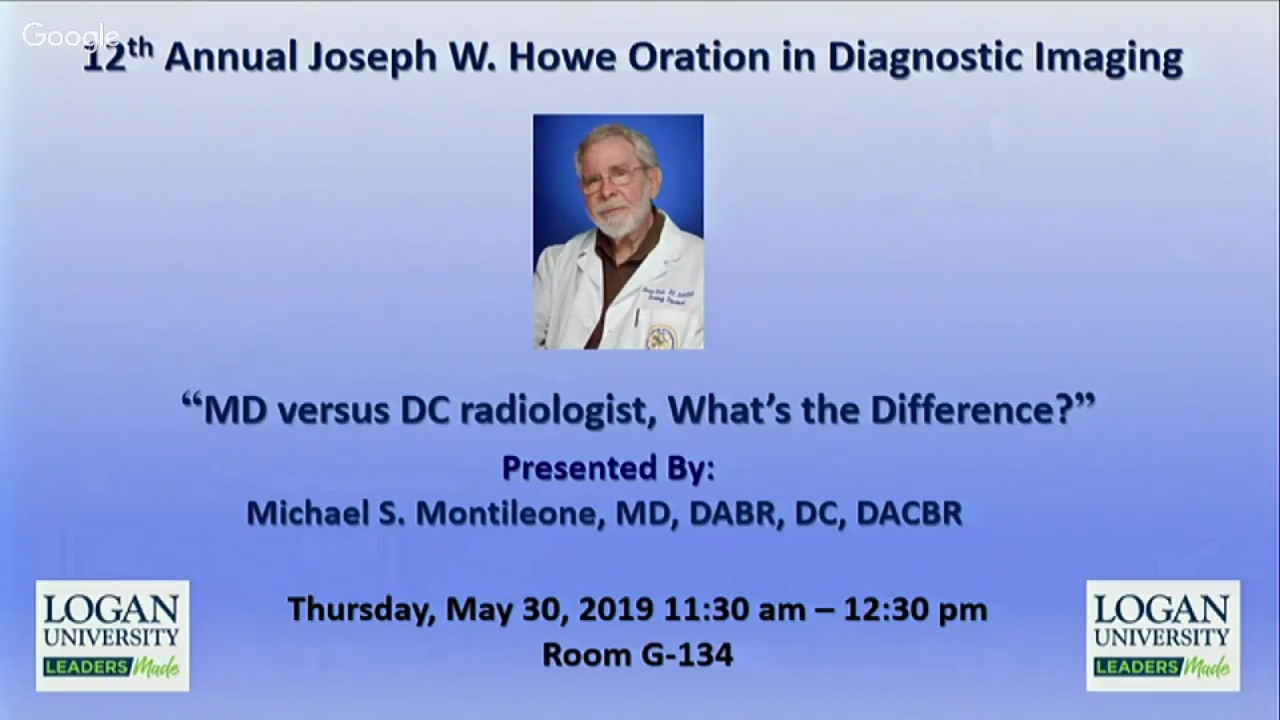 Google
12th Annual Joseph W. Howe Oration in Diagnostic Imaging
“MD versus DC radiologist, What’s the Difference?”
Presented By:
Michael S. Montileone, MD, DABR, DC, DACBR
Thursday, May 30, 2019 11:30 am – 12:30 pm
Room G-134
LOGAN
UNIVERSITY
LEADERS Made
LOGAN
UNIVERSITY
LEADERS Made